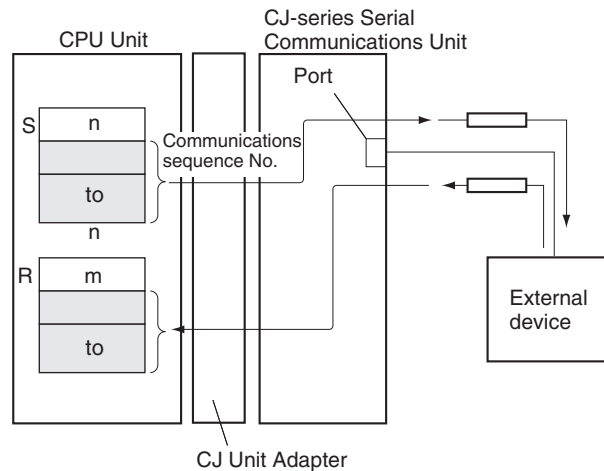 CJ-series Serial
Communications Unit
CPU Unit
Port
S
n
Communications
sequence No.
to
n
R
m
to
External
device
CJ Unit Adapter